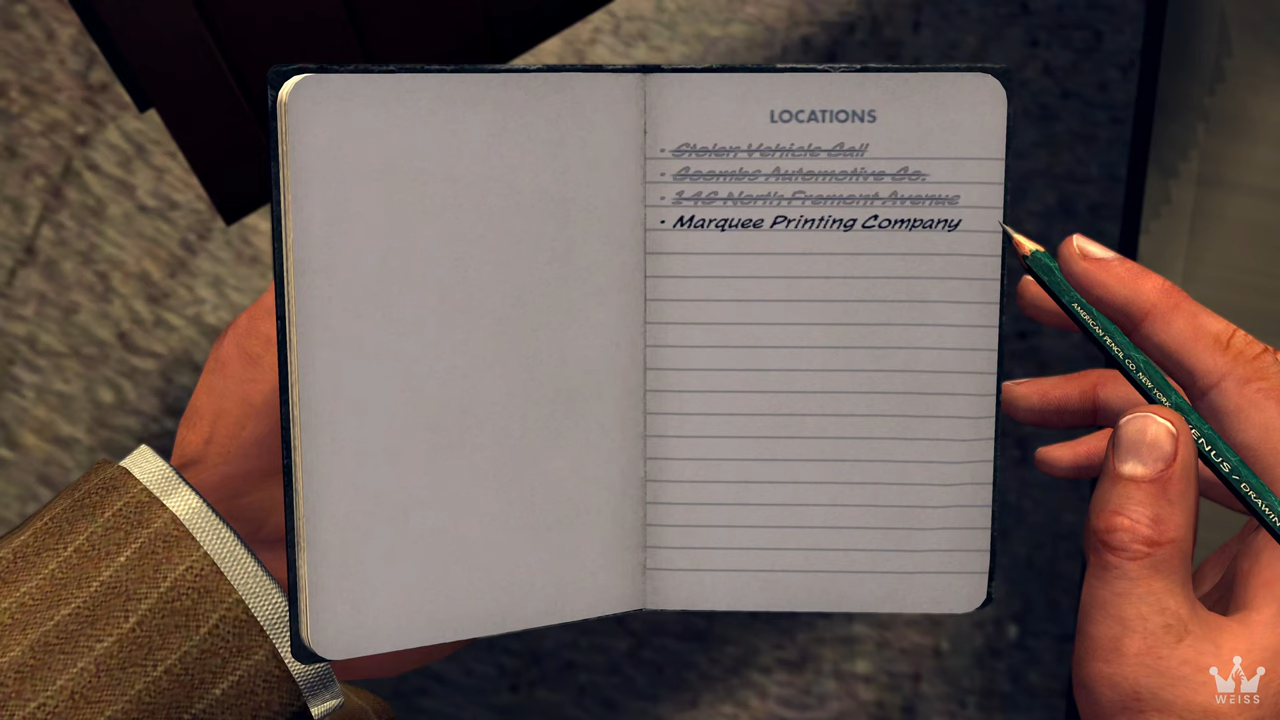 LOCATIONS
· Stolen Vehicle Call
· Coombs Automotive Co.
· 146 North Fremont Avenue
· Marquee Printing Company
AMERICAN PENCIL CO. NEW YORK
VENUS / DRAWIN
WEISS